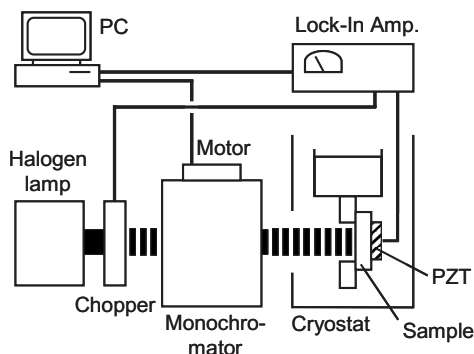 PC
Lock-In Amp.
Motor
Halogen
lamp
Chopper
Monochro-
mator
Cryostat
PZT
Sample